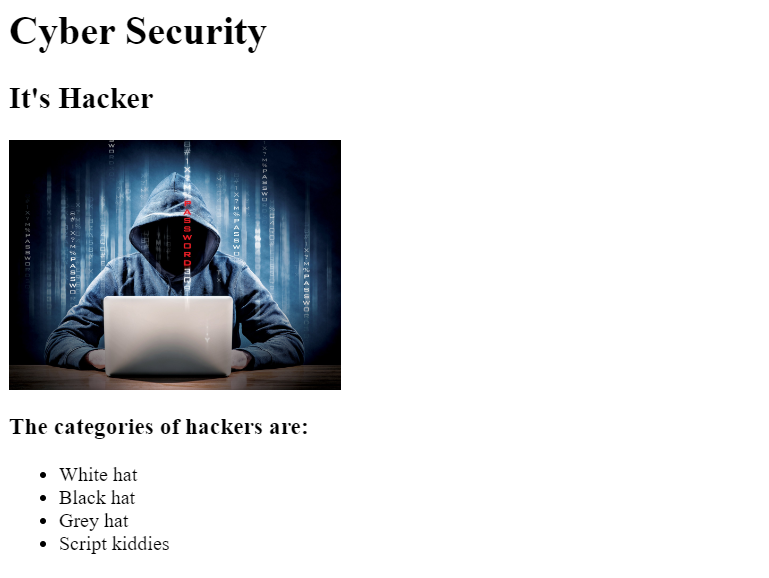 Cyber Security
It's Hacker
PASSWORD
The categories of hackers are:
White hat
Black hat
Grey hat
Script kiddies